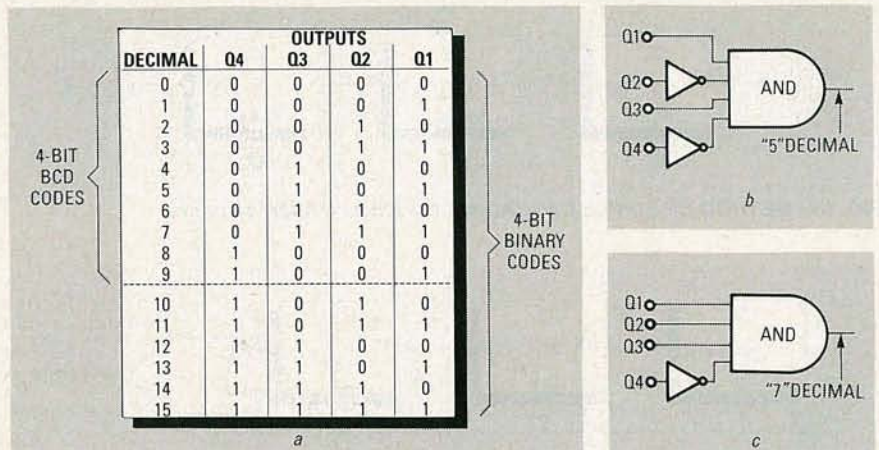 OUTPUTS
DECIMAL Q4 Q3 Q2 Q1
0 0 0 0 0
1 0 0 0 1
2 0 0 1 0
3 0 0 1 1
4 0 1 0 0
5 0 1 0 1
6 0 1 1 0
7 0 1 1 1
8 1 0 0 0
9 1 0 0 1
10 1 0 1 0
11 1 0 1 1
12 1 1 0 0
13 1 1 0 1
14 1 1 1 0
15 1 1 1 1
4-BIT
BCD
CODES
4-BIT
BINARY
CODES
a
Q1
Q2
Q3
Q4
AND
"5"DECIMAL
b
Q1
Q2
Q3
Q4
AND
"7"DECIMAL
c